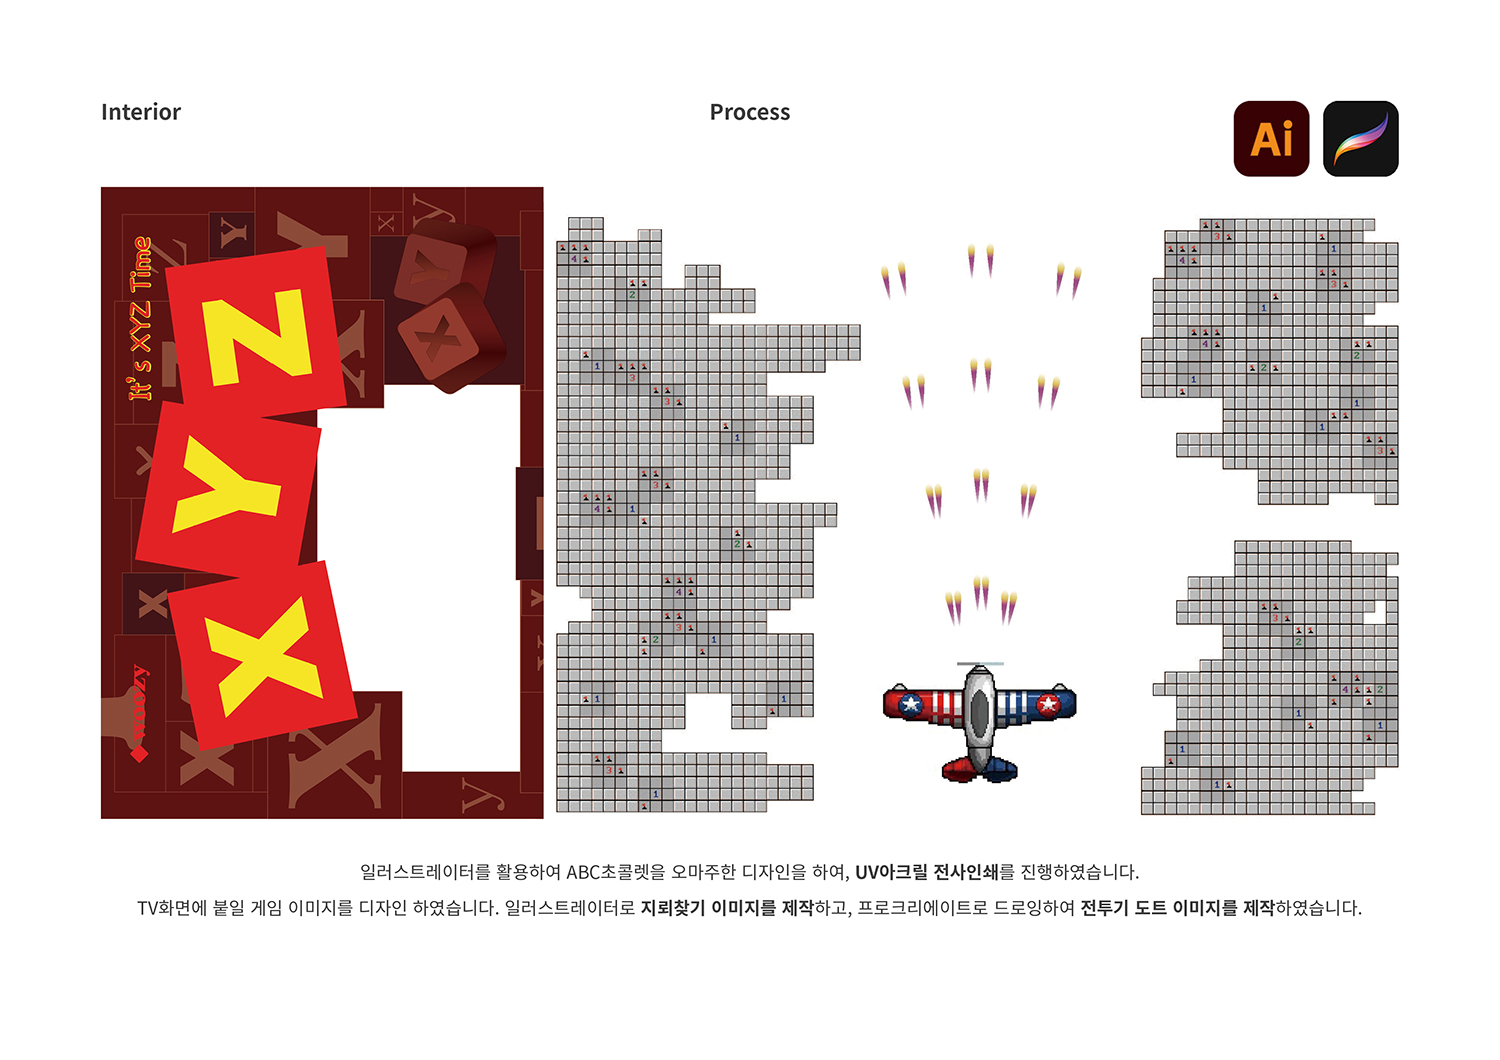 Interior
Process
Ai
It's XYZ Time
X Y Z
woozy
X
Y
일러스트레이터를 활용하여 ABC초콜렛을 오마주한 디자인을 하여, UV아크릴 전사인쇄를 진행하였습니다.
TV화면에 붙일 게임 이미지를 디자인 하였습니다. 일러스트레이터로 지뢰찾기 이미지를 제작하고, 프로크리에이트로 드로잉하여 전투기 도트 이미지를 제작하였습니다.